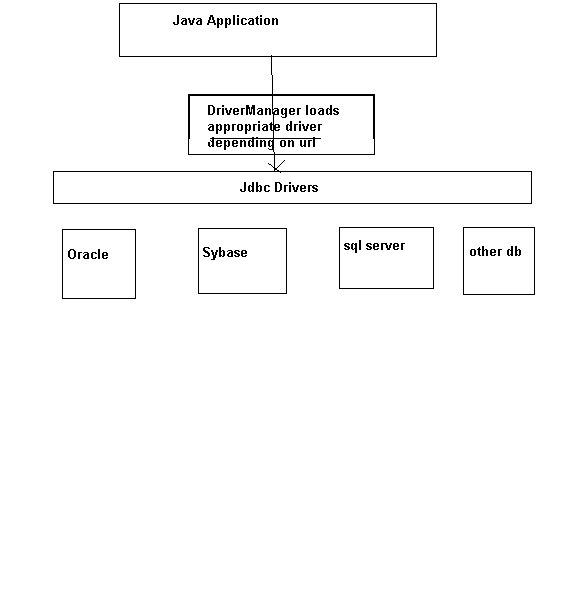 Java Application
DriverManager loads
appropriate driver
depending on url
Jdbc Drivers
Oracle
Sybase
sql server
other db